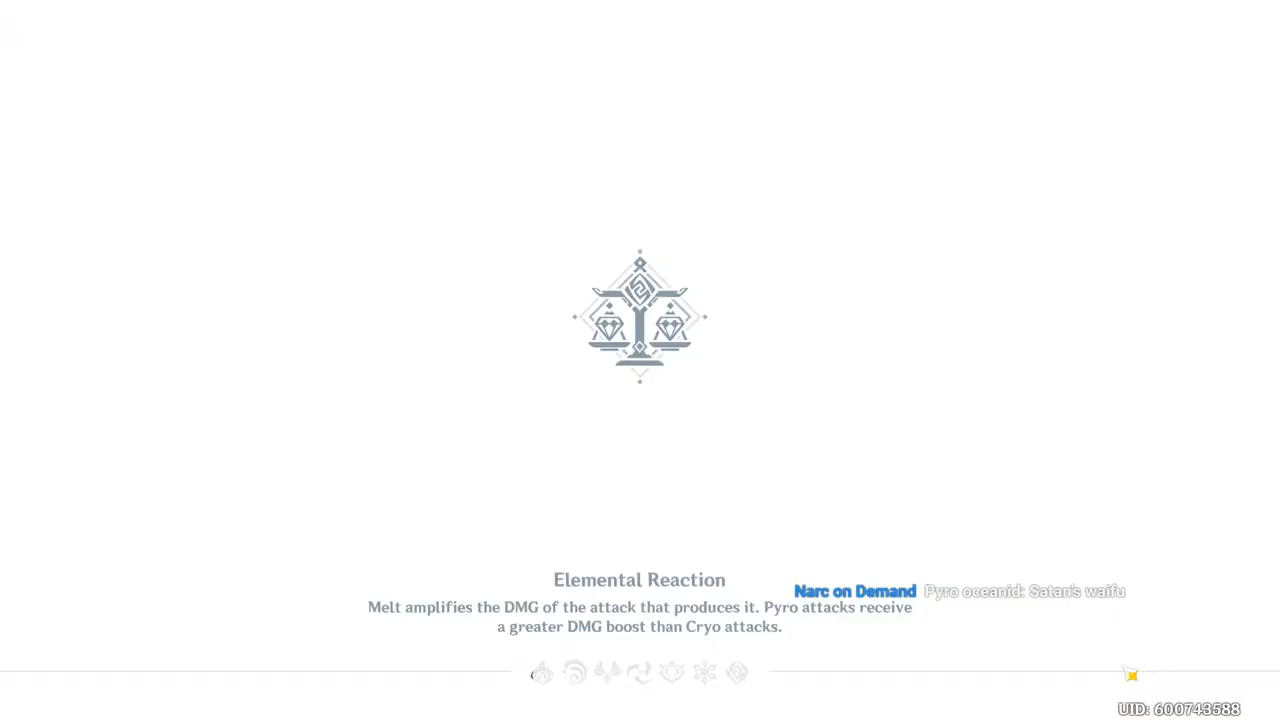 Elemental Reaction
Narc on Demand Pyro oceanid: Satan's waifu
Melt amplifies the DMG of the attack that produces it. Pyro attacks receive
a greater DMG boost than Cryo attacks.
UID: 600743588